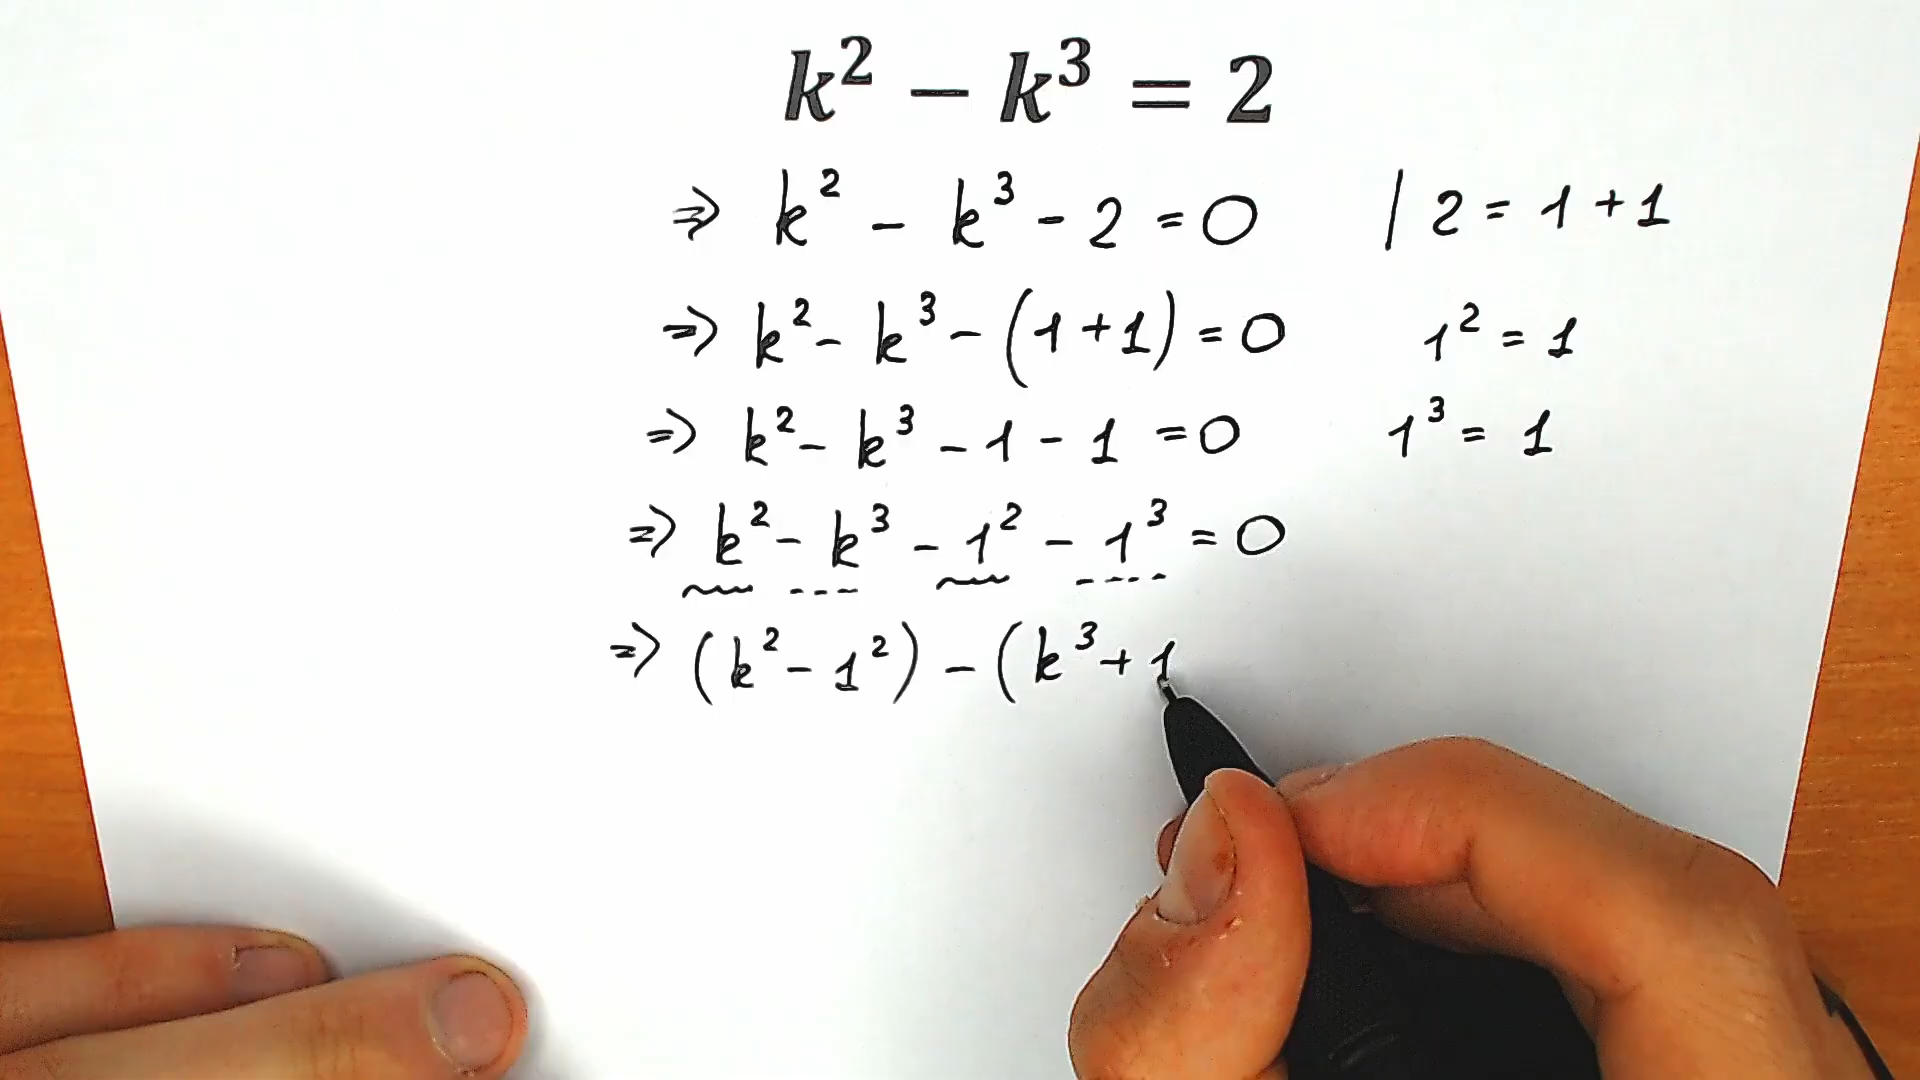 k² − k³ = 2
⇒ k² − k³ − 2 = 0 | 2 = 1 + 1
⇒ k² − k³ − (1 + 1) = 0 1² = 1
⇒ k² − k³ − 1 − 1 = 0 1³ = 1
⇒ k² − k³ − 1² − 1³ = 0
⇒ (k² − 1²) − (k³ + 1